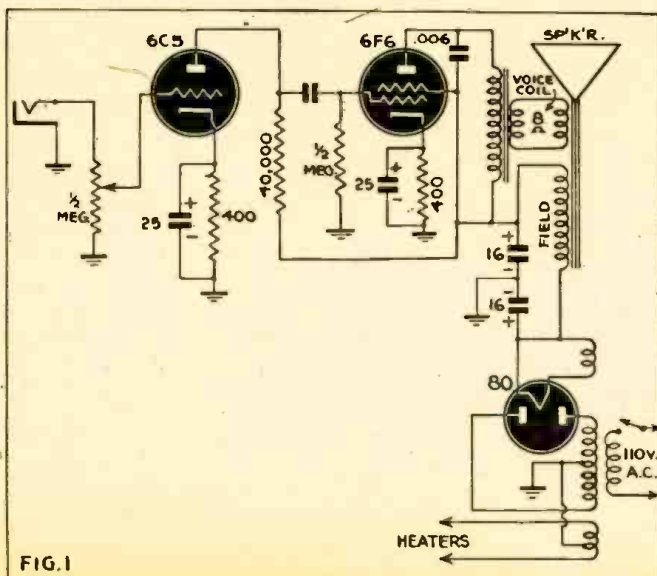 6C5
6F6
.006
SP'K'R.
VOICE
COIL
8 Ω
½
MEG.
25
400
40,000
½
MEG.
25
400
FIELD
16
16
80
110V.
A.C.
HEATERS
FIG.1